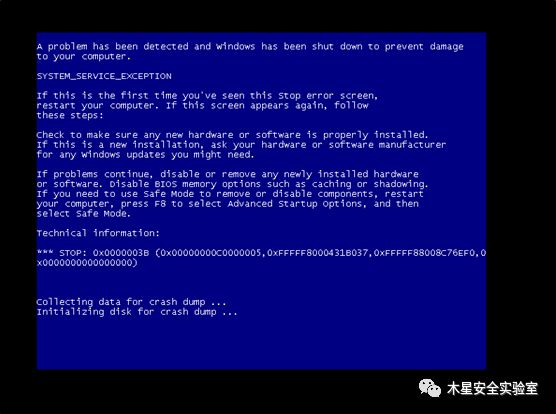 A problem has been detected and Windows has been shut down to prevent damage
to your computer.
SYSTEM_SERVICE_EXCEPTION
If this is the first time you've seen this Stop error screen,
restart your computer. If this screen appears again, follow
these steps:
Check to make sure any new hardware or software is properly installed.
If this is a new installation, ask your hardware or software manufacturer
for any Windows updates you might need.
If problems continue, disable or remove any newly installed hardware
or software. Disable BIOS memory options such as caching or shadowing.
If you need to use Safe Mode to remove or disable components, restart
your computer, press F8 to select Advanced Startup Options, and then
select Safe Mode.
Technical information:
*** STOP: 0x0000003B (0x00000000C0000005,0xFFFFF8000431B037,0xFFFFF88008C76EF0,0
x0000000000000000)
Collecting data for crash dump ...
Initializing disk for crash dump ...
木星安全实验室